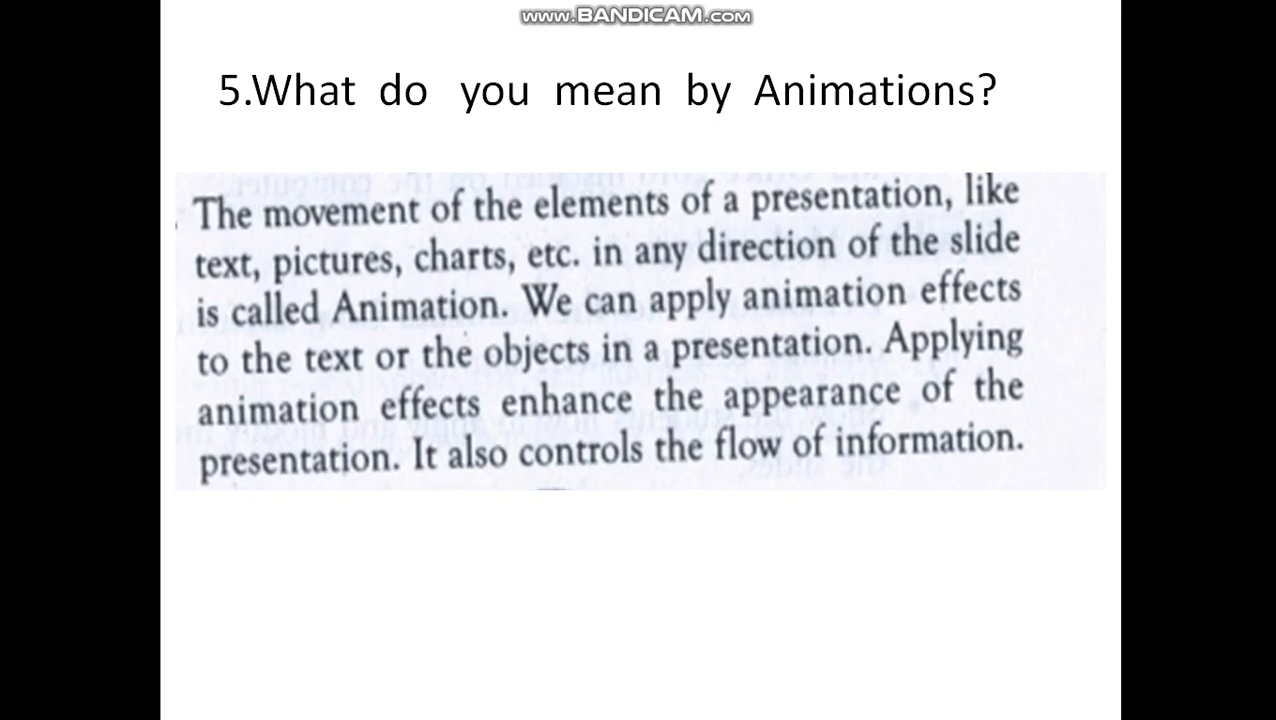 www.BANDICAM.com
5.What do you mean by Animations?
The movement of the elements of a presentation, like
text, pictures, charts, etc. in any direction of the slide
is called Animation. We can apply animation effects
to the text or the objects in a presentation. Applying
animation effects enhance the appearance of the
presentation. It also controls the flow of information.